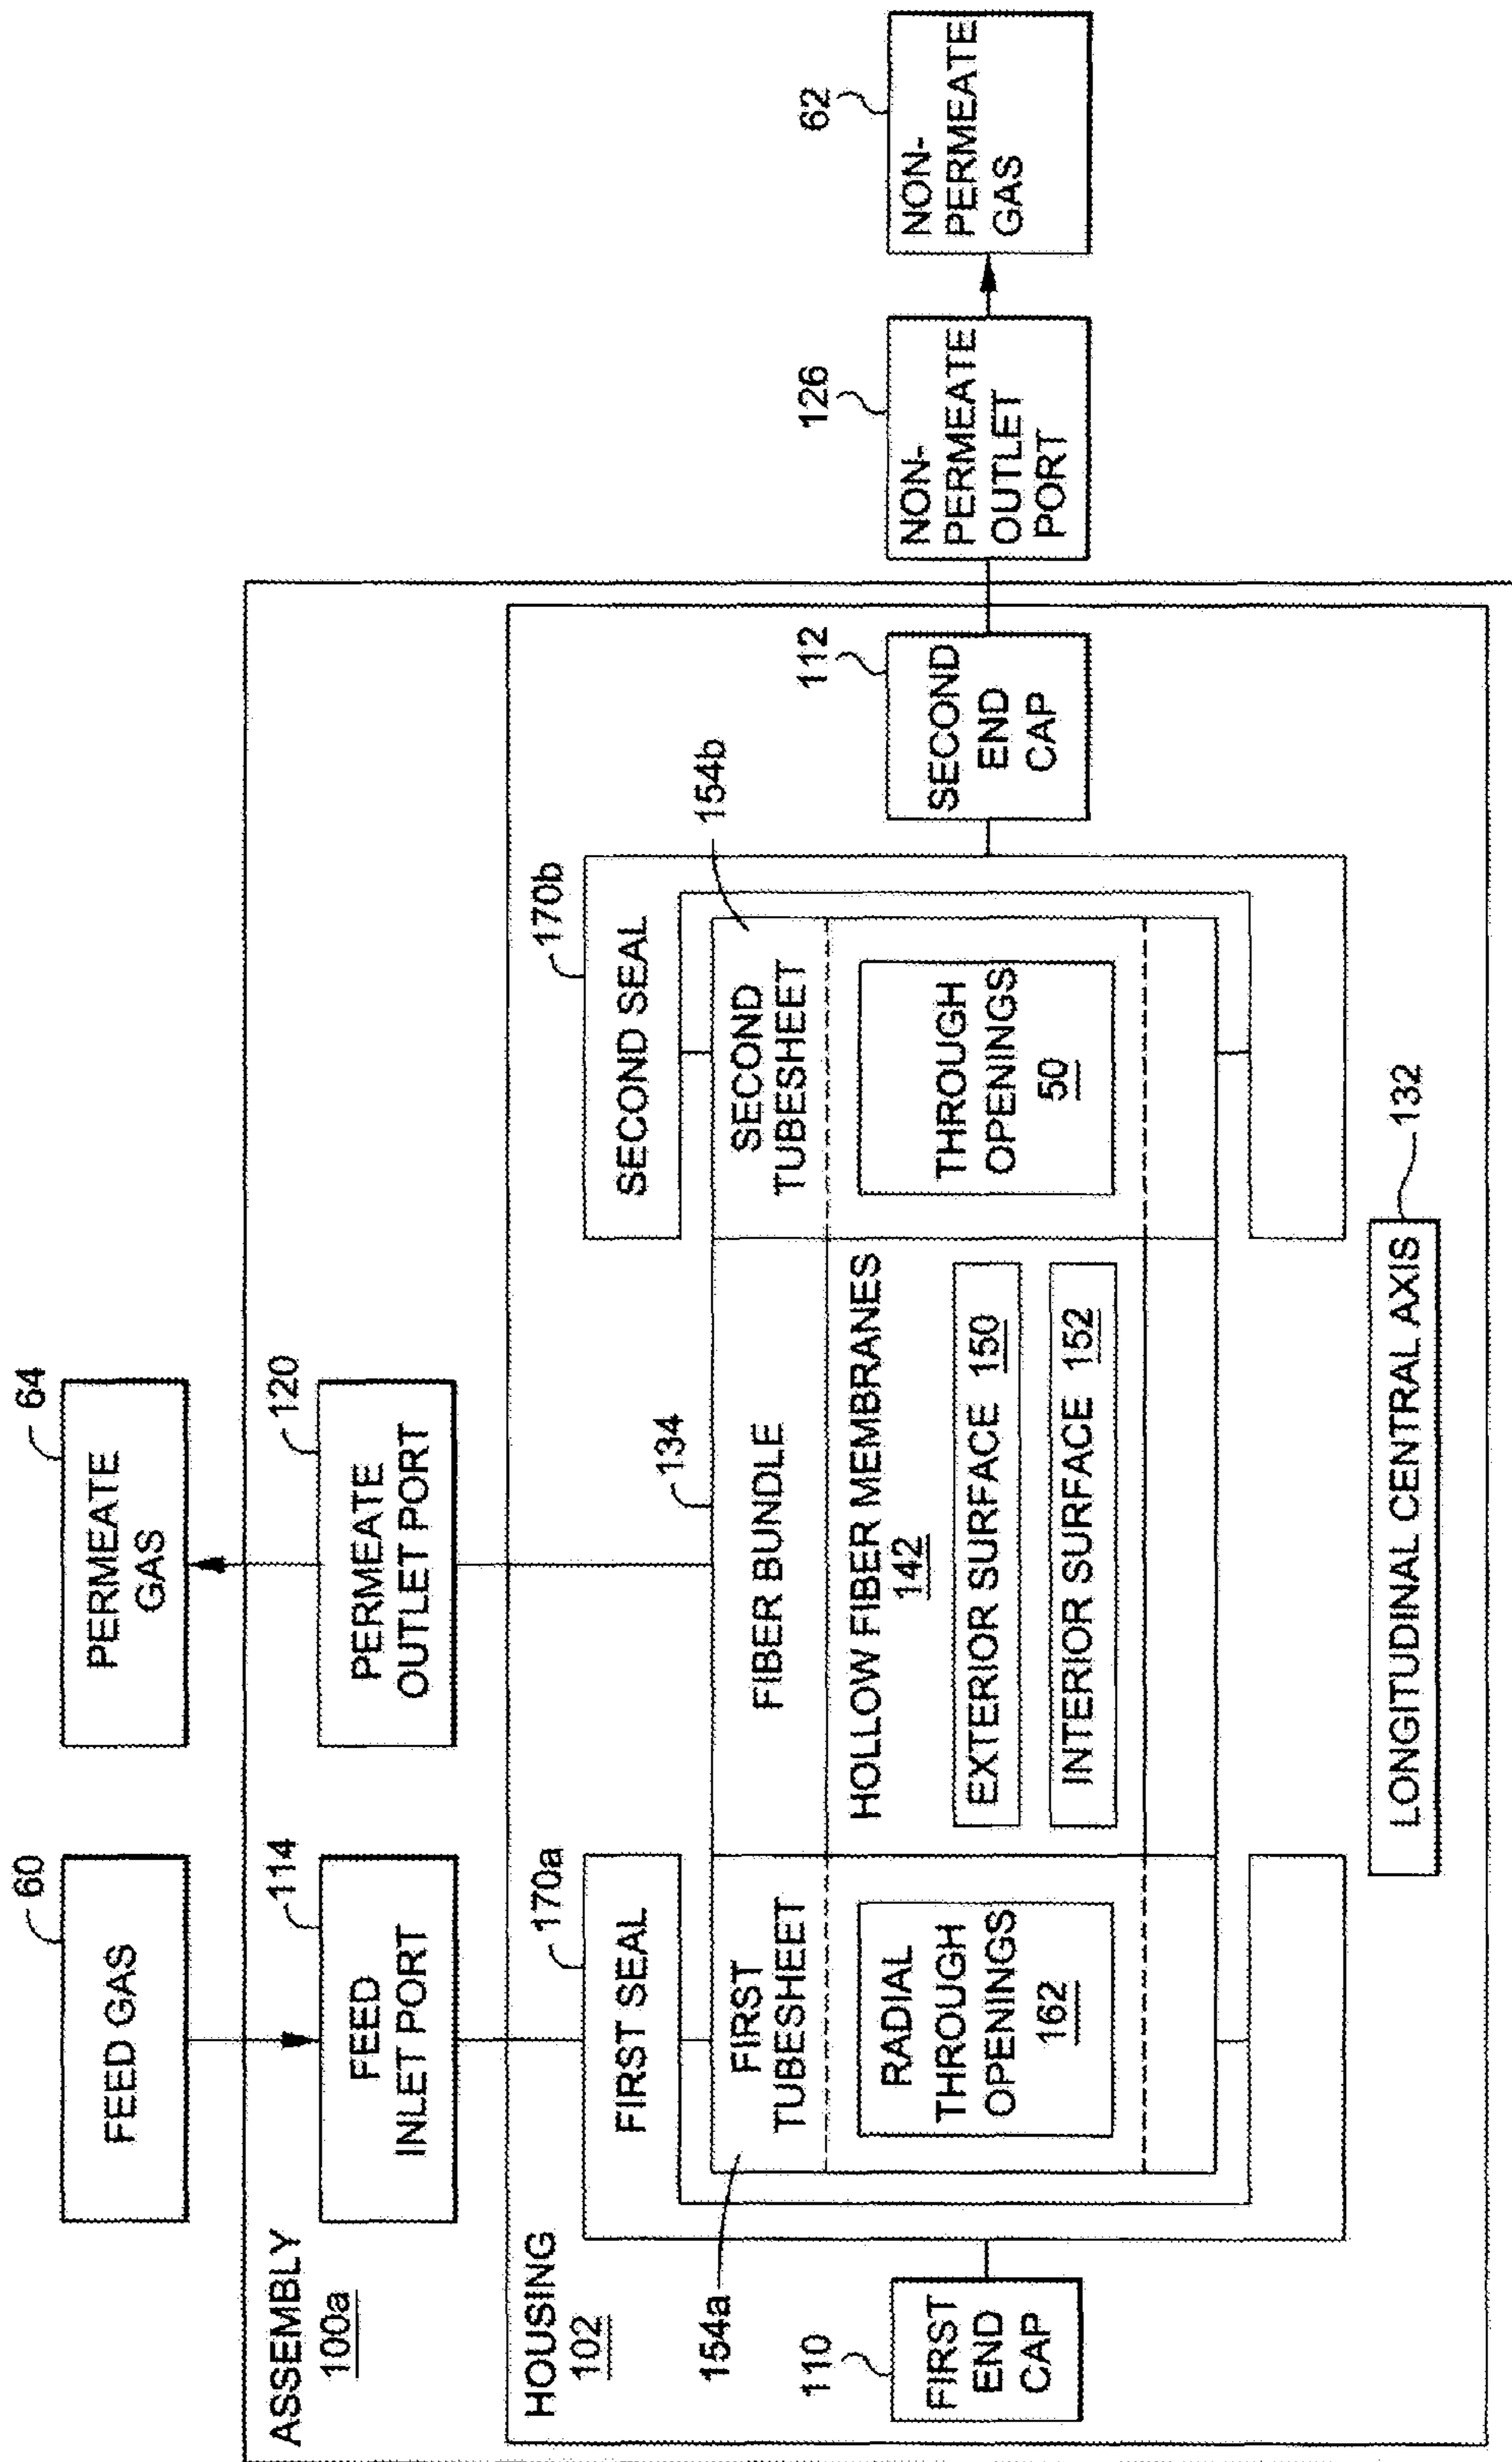 FEED GAS
60
PERMEATE
GAS
64
ASSEMBLY
100a
FEED
INLET PORT
114
PERMEATE
OUTLET PORT
120
HOUSING
102
FIRST SEAL
170a
SECOND SEAL
170b
154a
FIRST
TUBESHEET
FIBER BUNDLE
134
SECOND
TUBESHEET
154b
110
FIRST
END
CAP
RADIAL
THROUGH
OPENINGS
162
HOLLOW FIBER MEMBRANES
142
EXTERIOR SURFACE 150
INTERIOR SURFACE 152
THROUGH
OPENINGS
50
112
SECOND
END
CAP
126
NON-
PERMEATE
OUTLET
PORT
62
NON-
PERMEATE
GAS
LONGITUDINAL CENTRAL AXIS
132